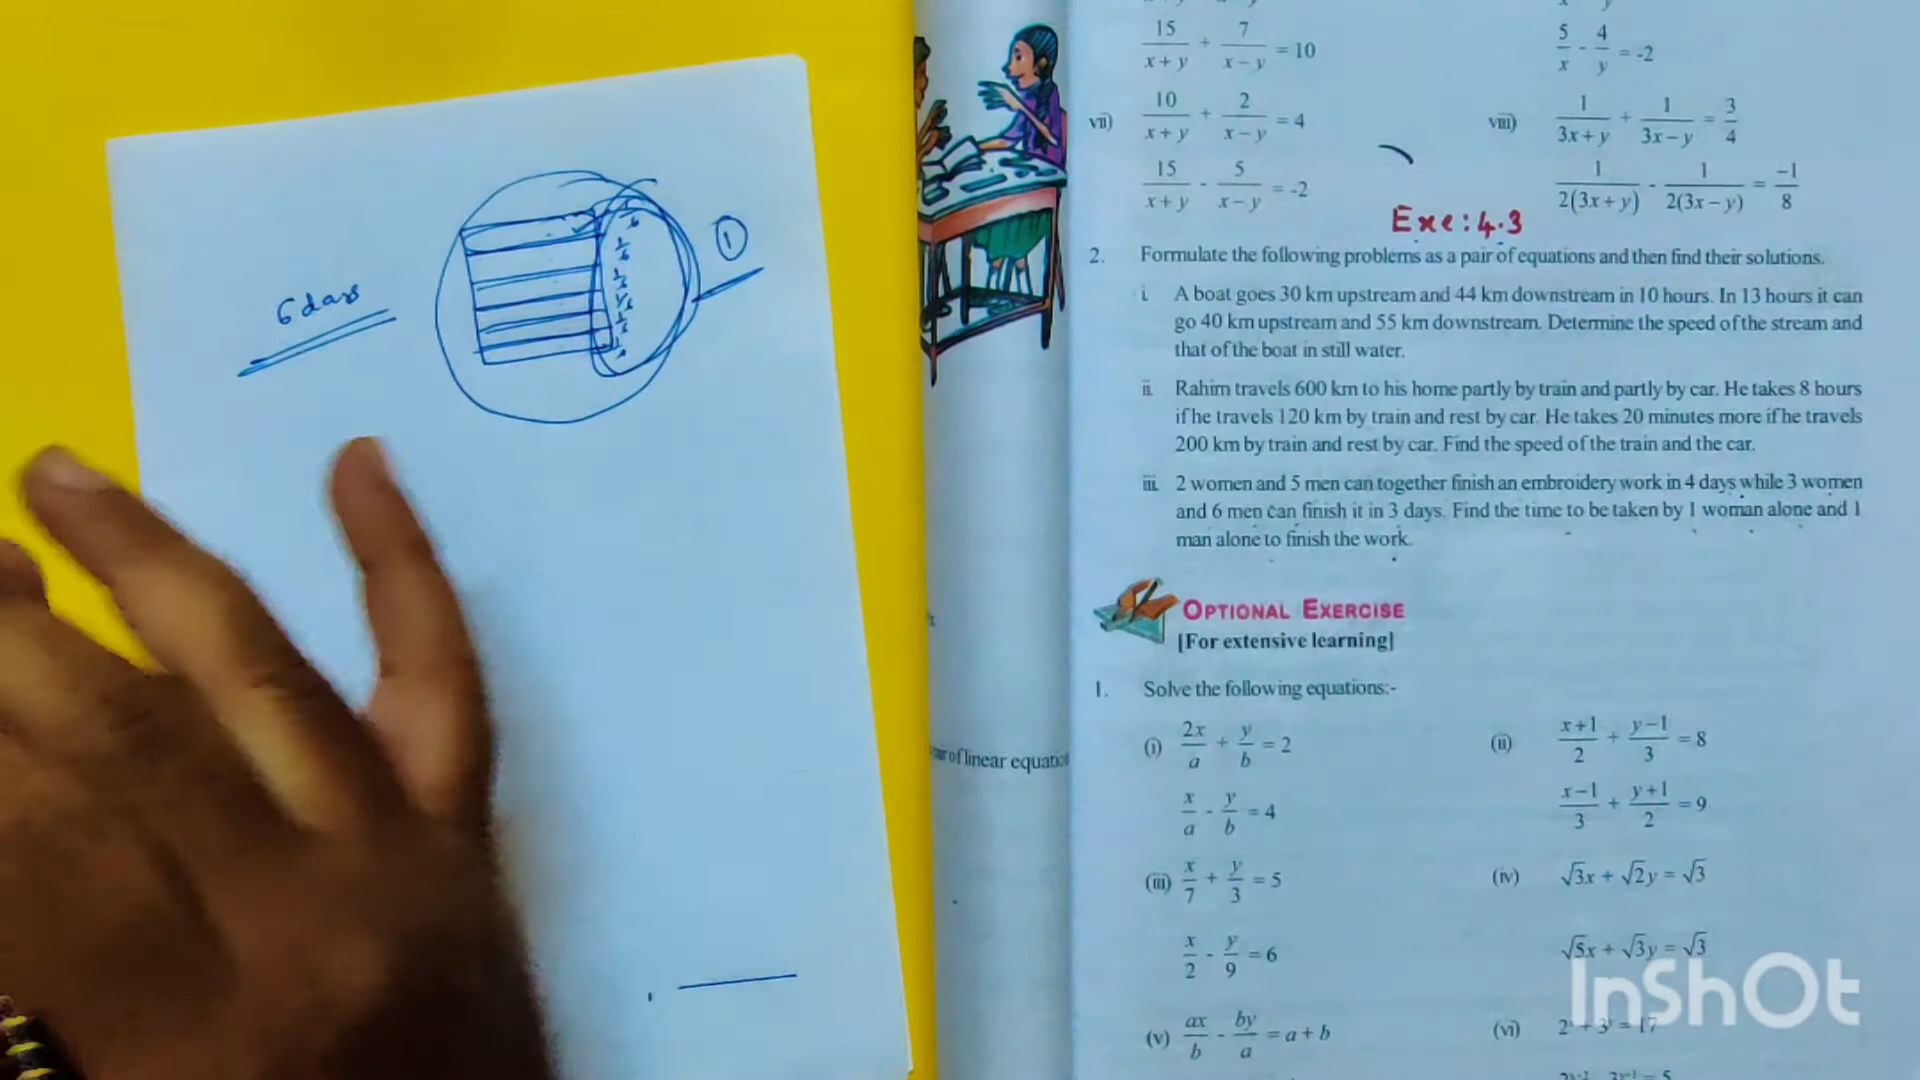 6 days
1
1/6
1/6
15/(x + y) + 7/(x − y) = 10
5/x - 4/y = -2
vii) 10/(x + y) + 2/(x − y) = 4
15/(x + y) - 5/(x − y) = -2
viii) 1/(3x + y) + 1/(3x − y) = 3/4
1/(2(3x + y)) - 1/(2(3x − y)) = −1/8
Exe : 4.3
2. Formulate the following problems as a pair of equations and then find their solutions.
i. A boat goes 30 km upstream and 44 km downstream in 10 hours. In 13 hours it can
go 40 km upstream and 55 km downstream. Determine the speed of the stream and
that of the boat in still water.
ii. Rahim travels 600 km to his home partly by train and partly by car. He takes 8 hours
if he travels 120 km by train and rest by car. He takes 20 minutes more if he travels
200 km by train and rest by car. Find the speed of the train and the car.
iii. 2 women and 5 men can together finish an embroidery work in 4 days while 3 women
and 6 men can finish it in 3 days. Find the time to be taken by 1 woman alone and 1
man alone to finish the work.
OPTIONAL EXERCISE
[For extensive learning]
1. Solve the following equations:-
(i) 2x/a + y/b = 2
x/a - y/b = 4
(ii) (x+1)/2 + (y−1)/3 = 8
(x−1)/3 + (y+1)/2 = 9
(iii) x/7 + y/3 = 5
x/2 - y/9 = 6
(iv) √3x + √2y = √3
√5x + √3y = √3
(v) ax/b - by/a = a + b
(vi)
of linear equation
InShOt